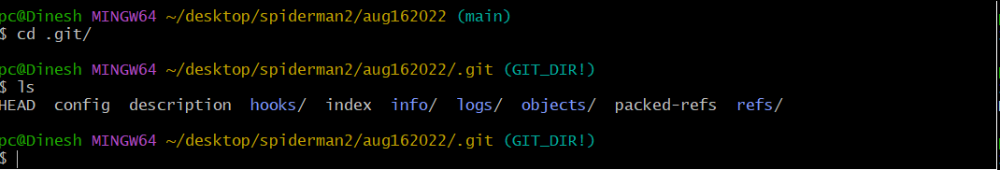 pc@Dinesh MINGW64 ~/desktop/spiderman2/aug162022 (main)
$ cd .git/
pc@Dinesh MINGW64 ~/desktop/spiderman2/aug162022/.git (GIT_DIR!)
$ ls
HEAD  config  description  hooks/  index  info/  logs/  objects/  packed-refs  refs/
pc@Dinesh MINGW64 ~/desktop/spiderman2/aug162022/.git (GIT_DIR!)
$